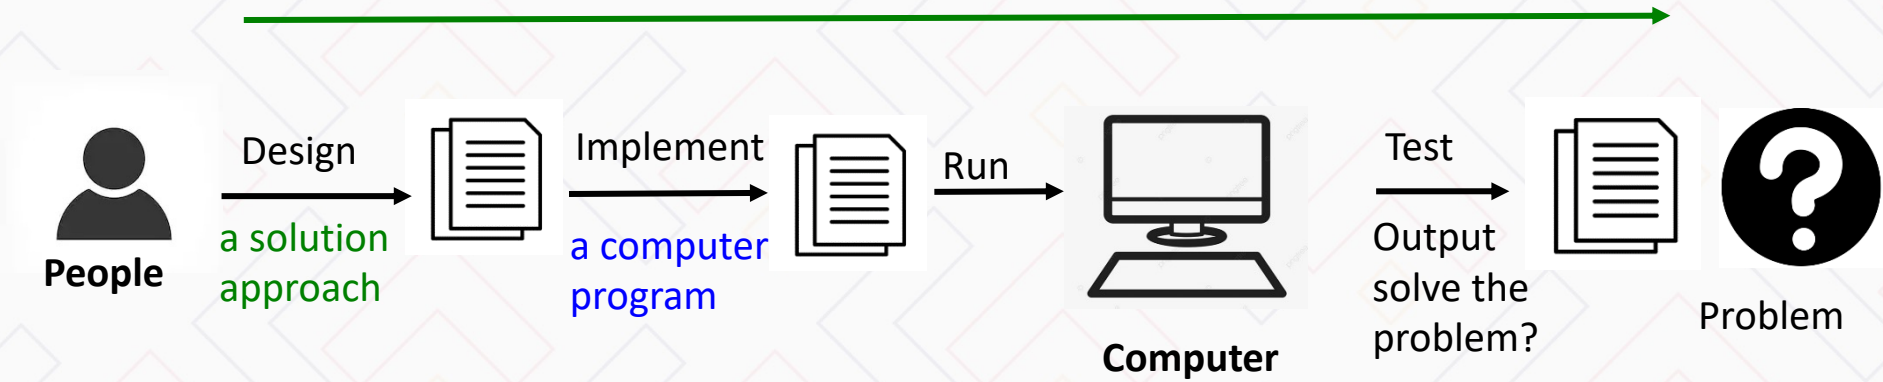 People
Design
a solution
approach
Implement
a computer
program
Run
Computer
Test
Output
solve the
problem?
Problem